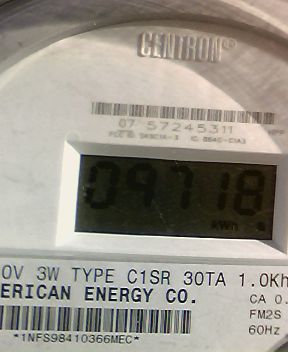 CENTRON®
07 57245311
09718
kWh
0V 3W TYPE C1SR 30TA 1.0Kh
ERICAN ENERGY CO. CA 0.
FM2S
60Hz
*1NFS98410366MEC*